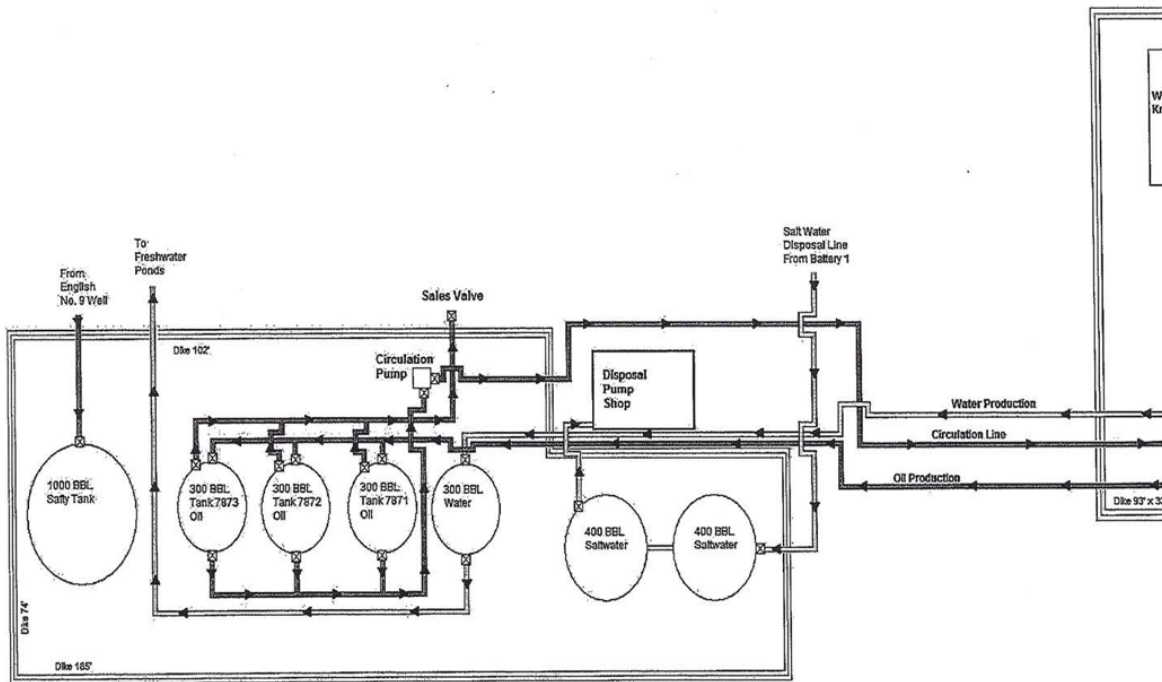 To
Freshwater
Ponds
From
English
No. 9 Well
Salt Water
Disposal Line
From Battery 1
Sales Valve
Dike 102'
Circulation
Pump
Disposal
Pump
Shop
Water Production
Circulation Line
Oil Production
1000 BBL
Safty Tank
300 BBL
Tank 7873
Oil
300 BBL
Tank 7872
Oil
300 BBL
Tank 7871
Oil
300 BBL
Water
400 BBL
Saltwater
400 BBL
Saltwater
Dike 74'
Dike 185'
Dike 93' x